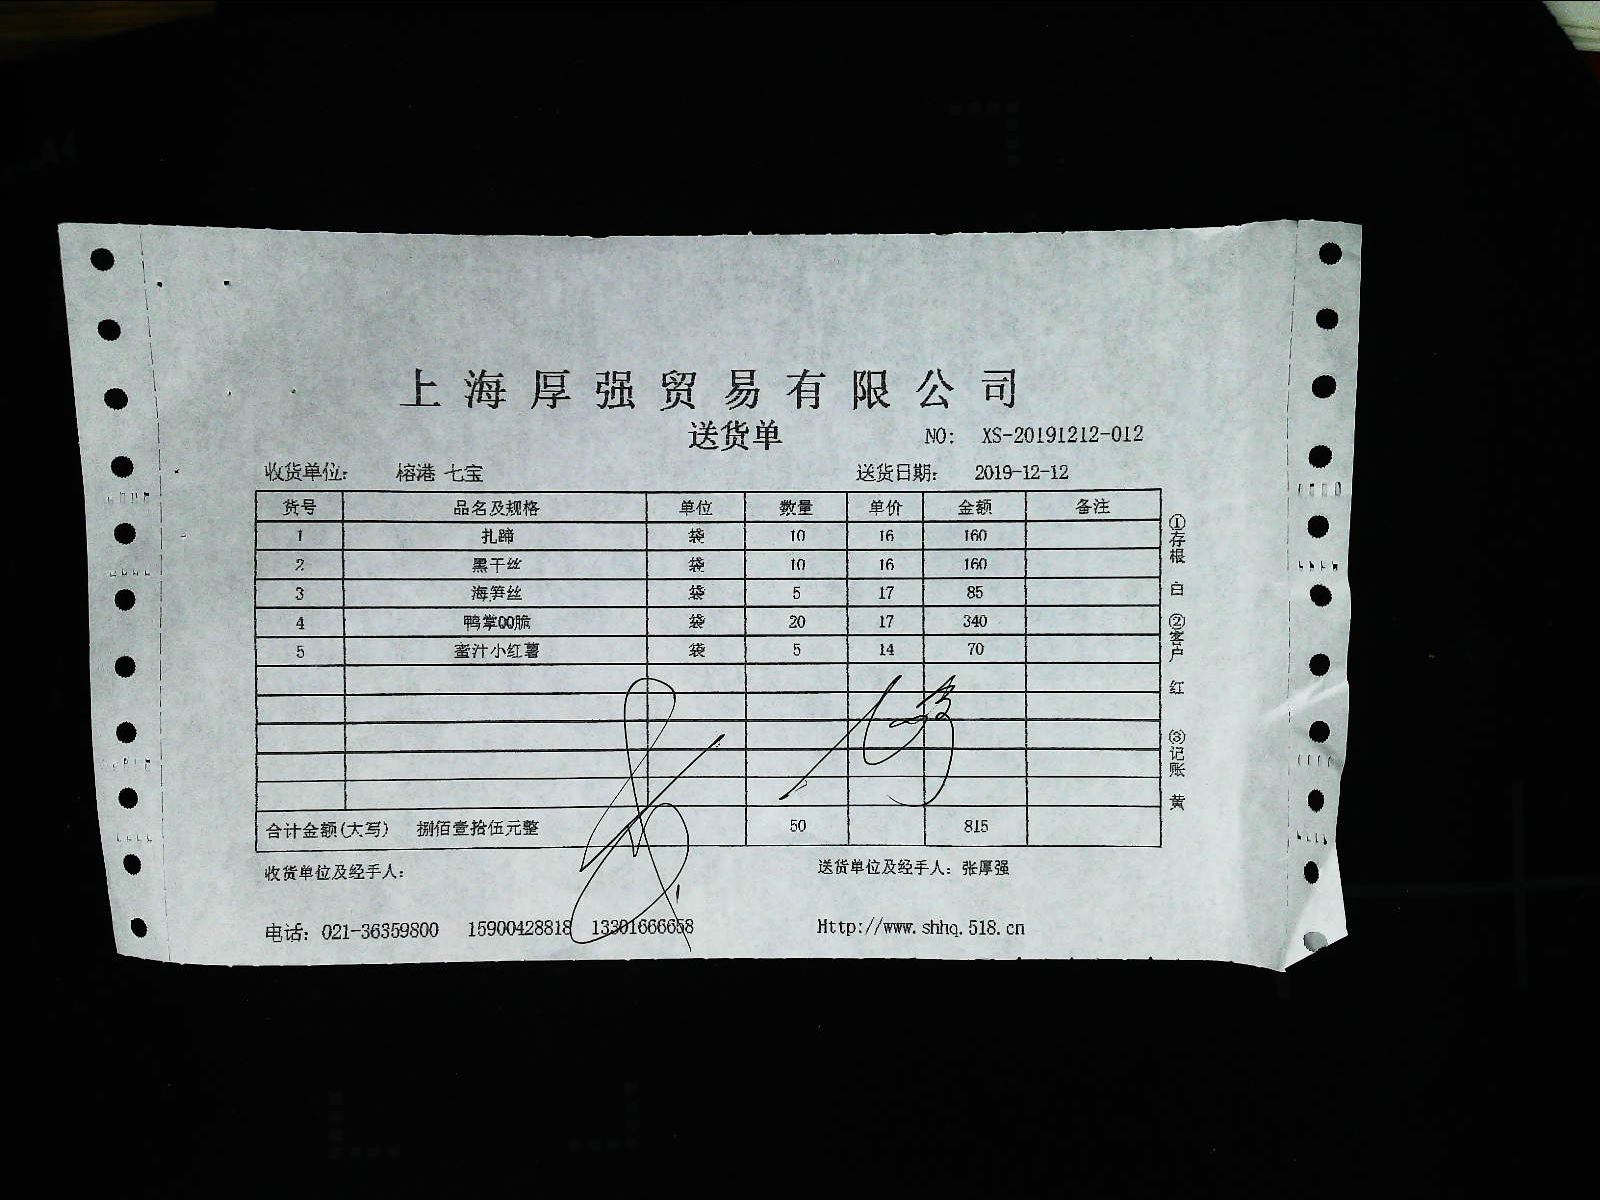 上海厚强贸易有限公司
送货单 NO: XS-20191212-012
收货单位: 榕港 七宝 送货日期: 2019-12-12
货号 品名及规格 单位 数量 单价 金额 备注
1 扎蹄 袋 10 16 160
2 黑干丝 袋 10 16 160
3 海笋丝 袋 5 17 85
4 鸭掌QQ脆 袋 20 17 340
5 蜜汁小红薯 袋 5 14 70
合计金额(大写) 捌佰壹拾伍元整 50 815
①存根 白 ②客户 红 ③记账 黄
收货单位及经手人: 送货单位及经手人: 张厚强
电话: 021-36359800 15900428818 13301666658 Http://www.shhq.518.cn